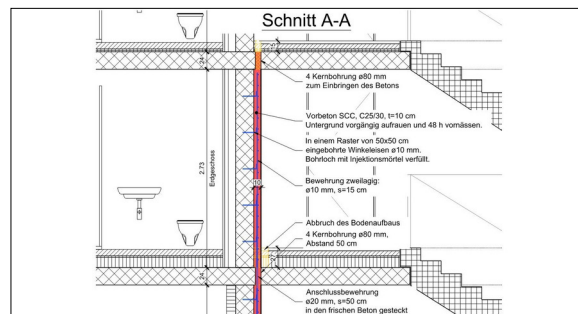 Schnitt A-A
24
4 Kernbohrung ø80 mm
zum Einbringen des Betons
Vorbeton SCC, C25/30, t=10 cm
Untergrund vorgängig aufrauen und 48 h vornässen.
In einem Raster von 50x50 cm
eingebohrte Winkeleisen ø10 mm.
Bohrloch mit Injektionsmörtel verfüllt.
2.73
Erdgeschoss
10
Bewehrung zweilagig:
ø10 mm, s=15 cm
Abbruch des Bodenaufbaus
4 Kernbohrung ø80 mm,
Abstand 50 cm
27
24
Anschlussbewehrung
ø20 mm, s=50 cm
in den frischen Beton gesteckt